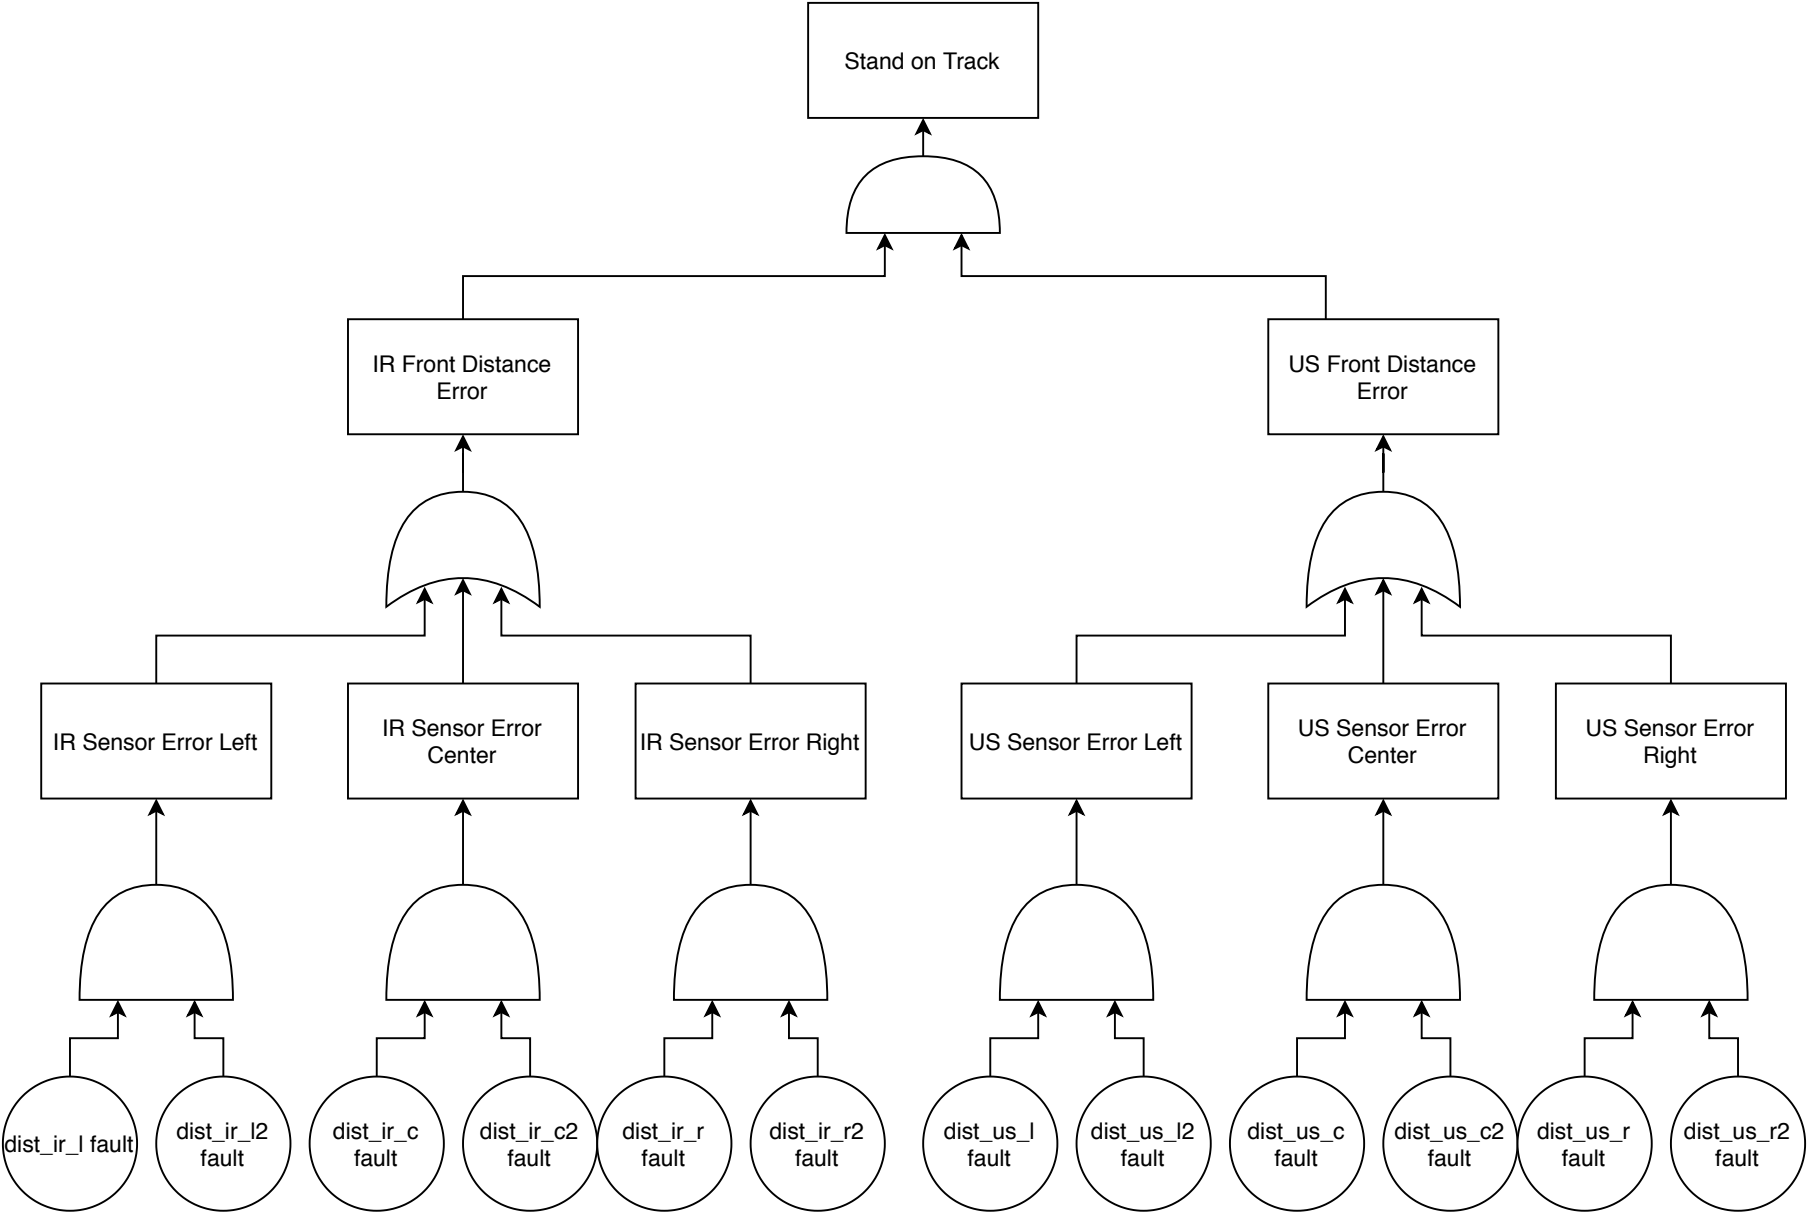 Stand on Track
IR Front Distance
Error
US Front Distance
Error
IR Sensor Error Left
IR Sensor Error
Center
IR Sensor Error Right
US Sensor Error Left
US Sensor Error
Center
US Sensor Error
Right
dist_ir_l fault
dist_ir_l2
fault
dist_ir_c
fault
dist_ir_c2
fault
dist_ir_r
fault
dist_ir_r2
fault
dist_us_l
fault
dist_us_l2
fault
dist_us_c
fault
dist_us_c2
fault
dist_us_r
fault
dist_us_r2
fault